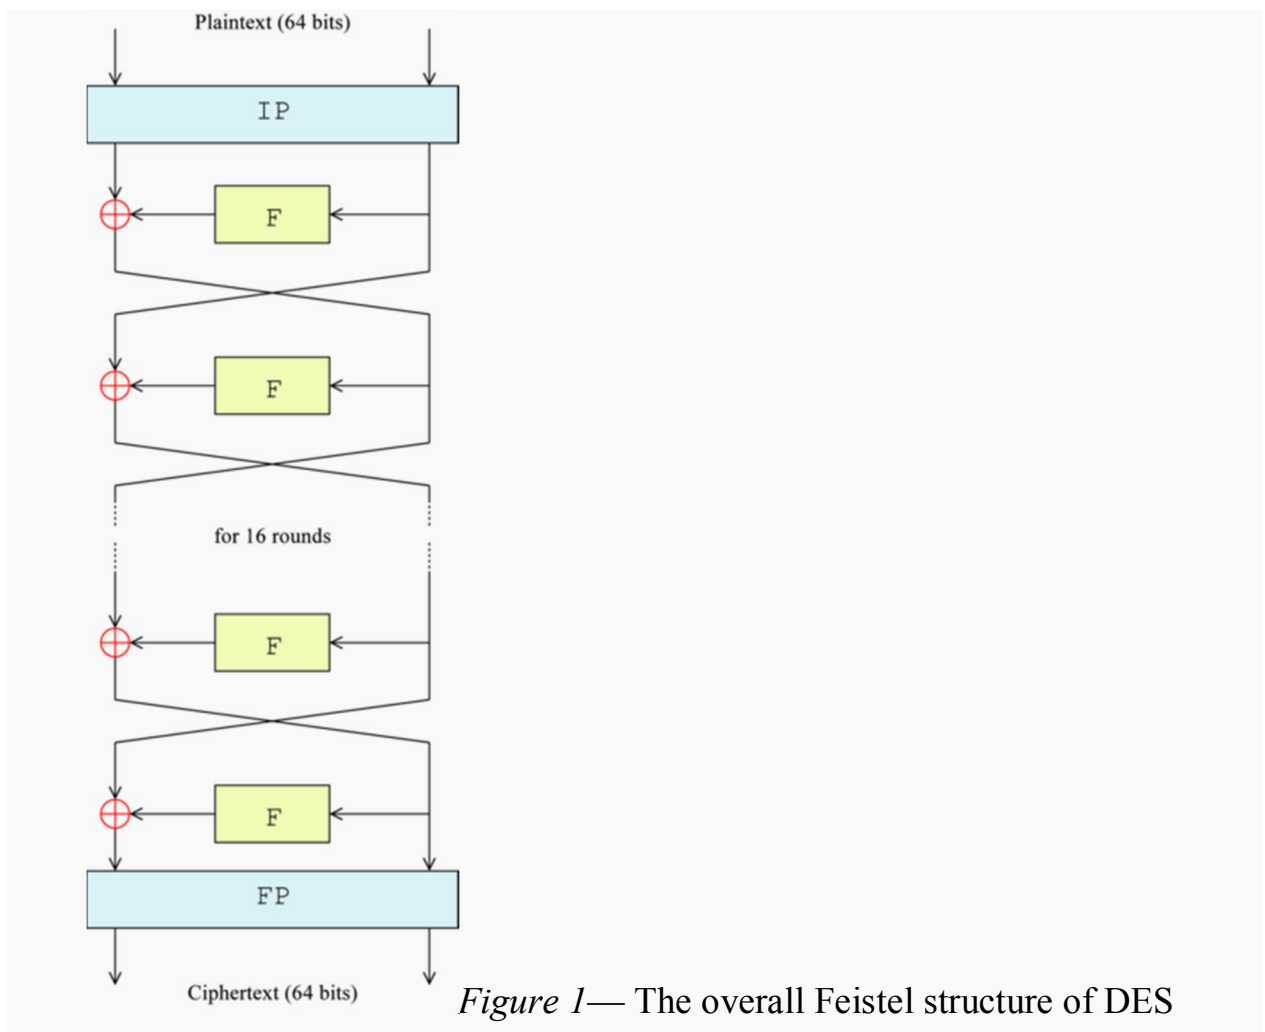 Plaintext (64 bits)
IP
F
F
for 16 rounds
F
F
FP
Ciphertext (64 bits)
Figure 1— The overall Feistel structure of DES